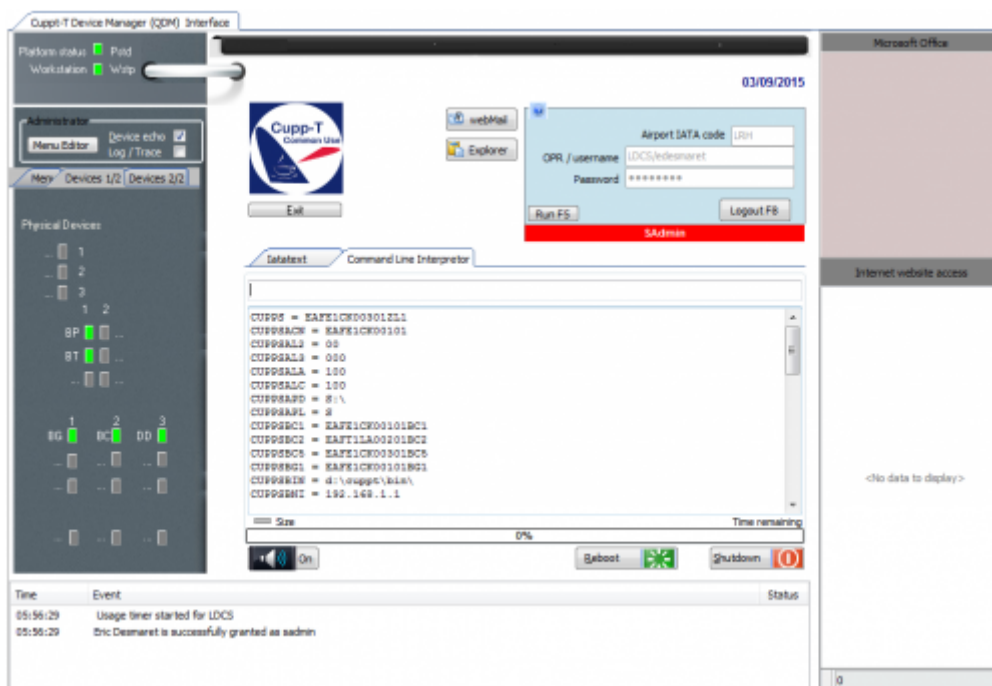 Cuppt-T Device Manager (QDM) Interface
Platform status Pstd
Workstation Wstp
Microsoft Office
03/09/2015
Cupp-T
Common Use
webMail
Explorer
Airport IATA code LRH
OPR / username LDCS/edesmaret
Password ********
Run F5 Logout F8
SAdmin
Exit
Administrator
Menu Editor
Device echo
Log / Trace
Devices 1/2 Devices 2/2
Physical Devices
... 1
... 2
... 3
1 2
BP ...
BT ...
... ...
1 2 3
BG BC DD
... ... ...
... ... ...
... ... ...
Iatatext Command Line Interpretor
CUPPS = EAFE1CK00301ZL1
CUPPSACN = EAFE1CK00101
CUPPSAL2 = 00
CUPPSAL3 = 000
CUPPSALA = 100
CUPPSALC = 100
CUPPSAPD = S:\
CUPPSAPL = S
CUPPSBC1 = EAFE1CK00101BC1
CUPPSBC2 = EAFT1LA00201BC2
CUPPSBC5 = EAFE1CK00301BC5
CUPPSBG1 = EAFE1CK00101BG1
CUPPSBIN = d:\cuppt\bin\
CUPPSBNI = 192.168.1.1
Size Time remaining
0%
On
Reboot
Shutdown
Internet website access
<No data to display>
Time Event Status
05:56:29 Usage timer started for LDCS
05:56:29 Eric Desmaret is successfully granted as sadmin
0